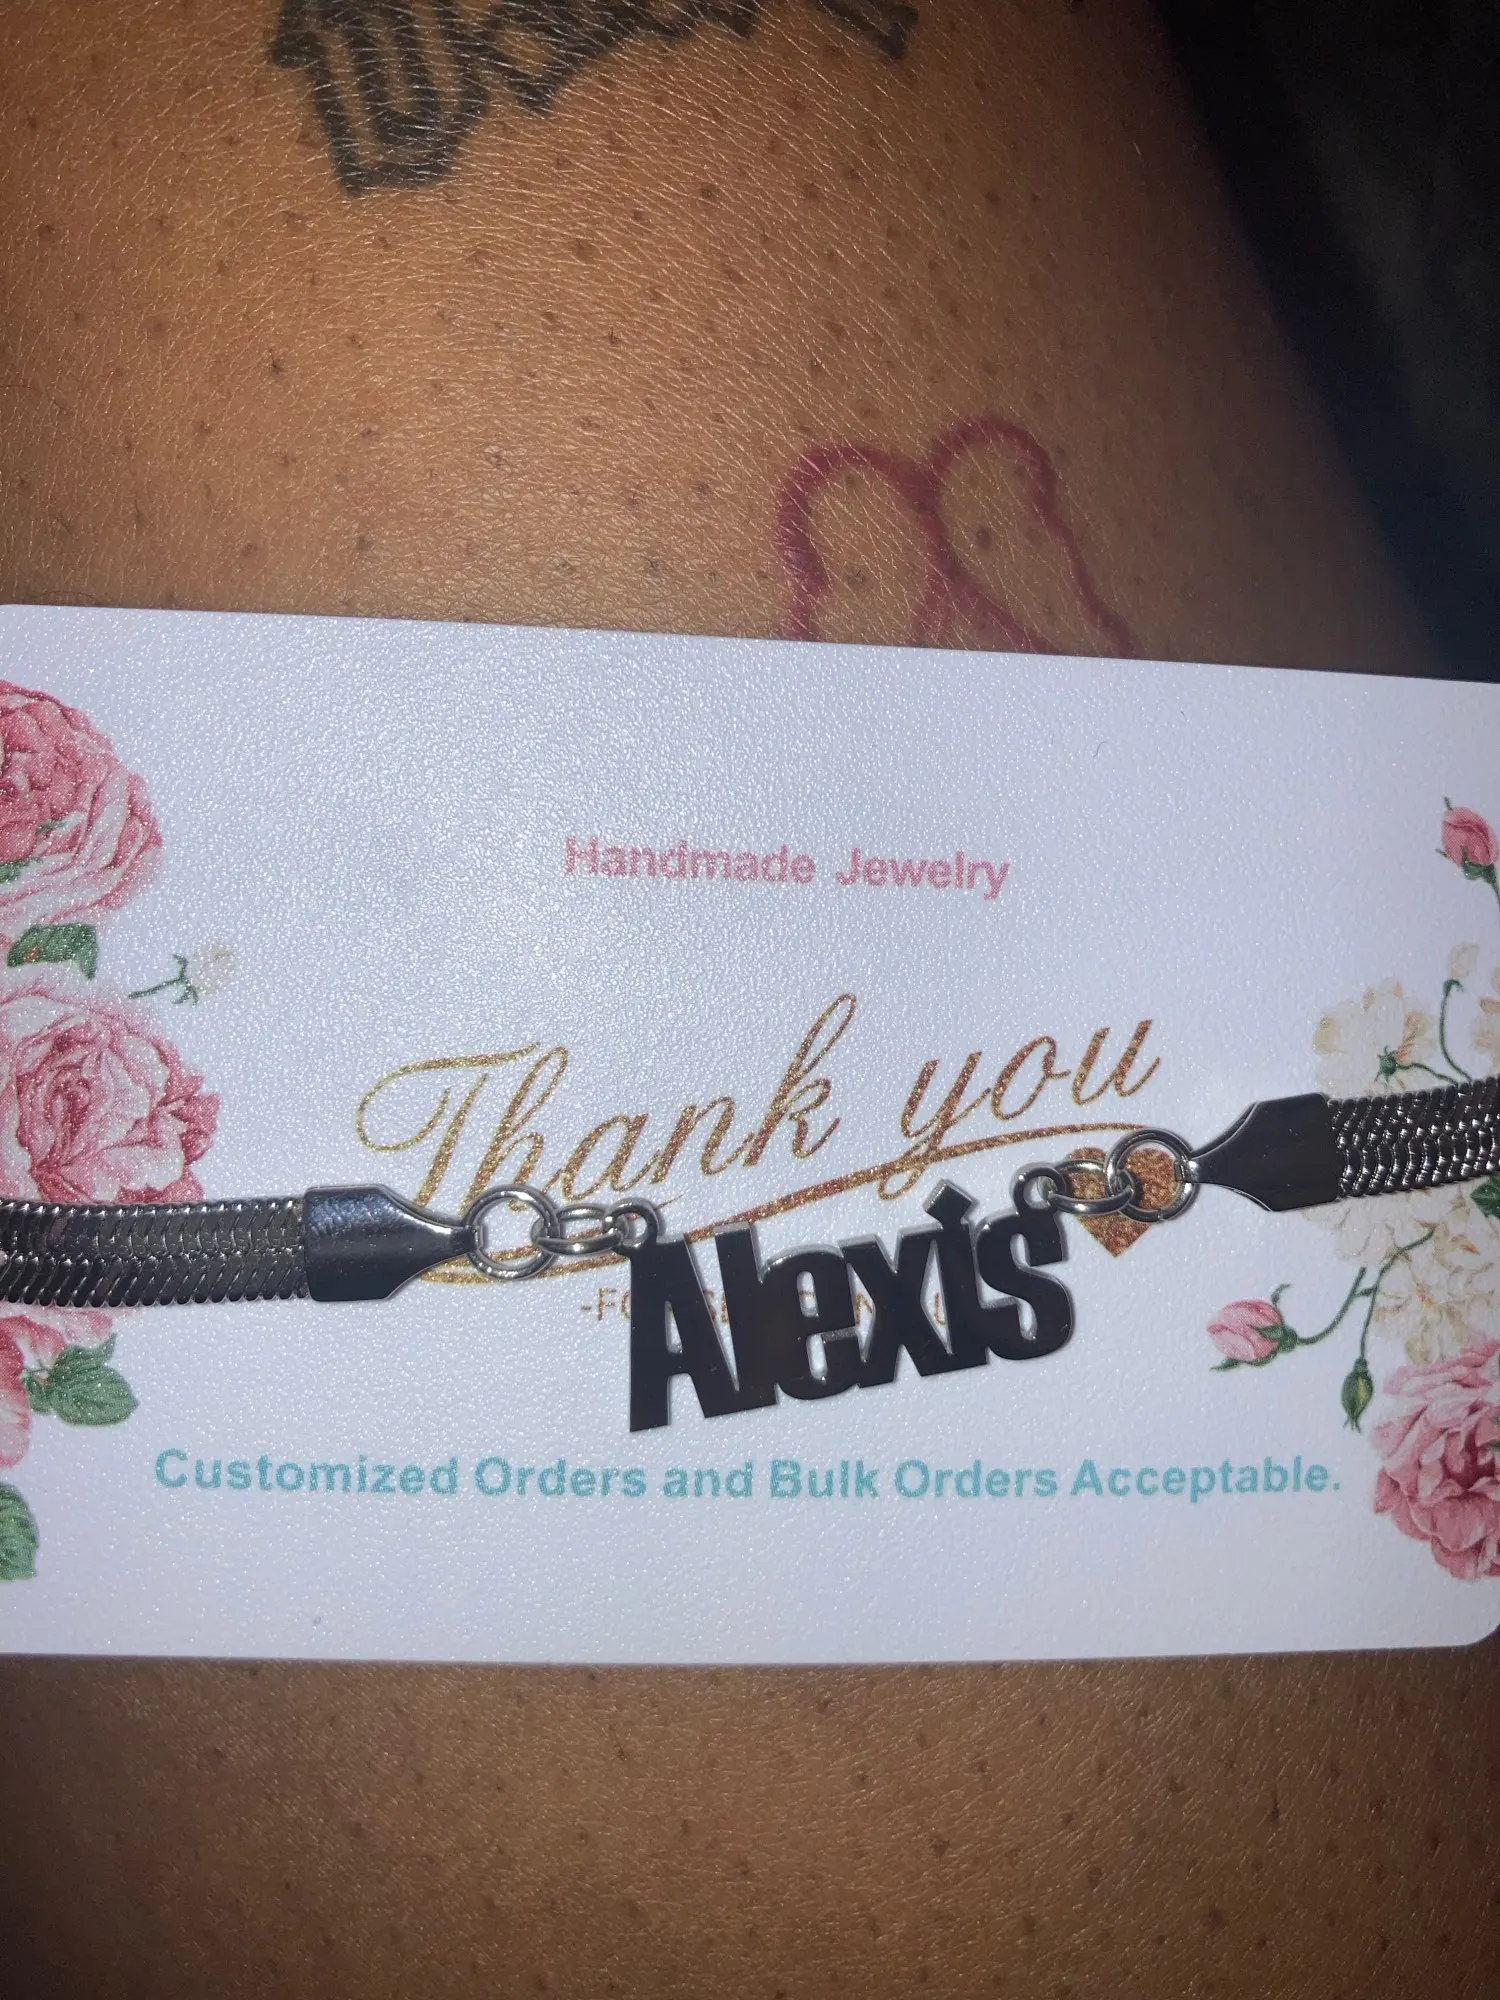 Handmade Jewelry
Thank you
Alexis
Customized Orders and Bulk Orders Acceptable.